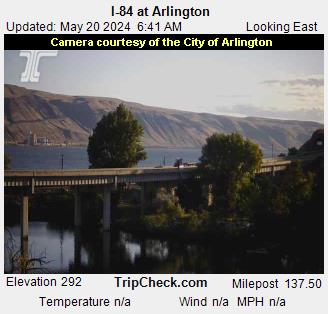 I-84 at Arlington
Updated: May 20 2024 6:41 AM Looking East
Camera courtesy of the City of Arlington
Elevation 292 TripCheck.com Milepost 137.50
Temperature n/a Wind n/a MPH n/a